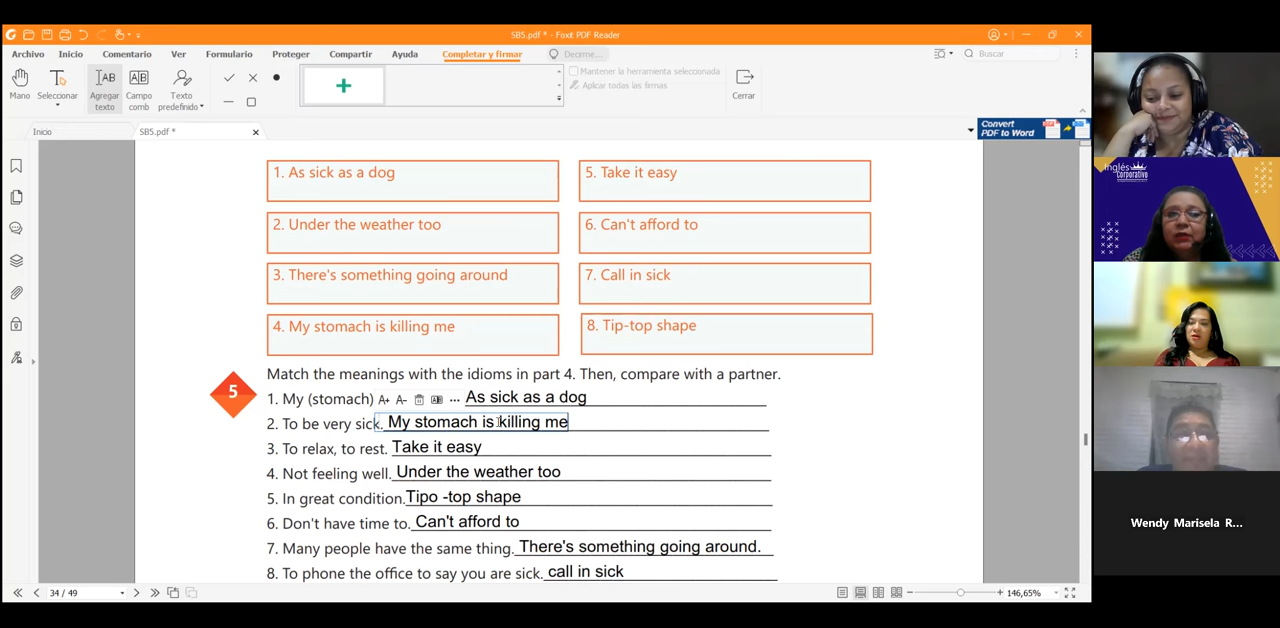 SB5.pdf * - Foxit PDF Reader
Archivo Inicio Comentario Ver Formulario Proteger Compartir Ayuda Completar y firmar Decirme... Buscar
Mano Seleccionar Agregar texto Campo comb Texto predefinido Mantener la herramienta seleccionada Aplicar todas las firmas Cerrar
Inicio SB5.pdf * Convert PDF to Word
1. As sick as a dog
5. Take it easy
2. Under the weather too
6. Can't afford to
3. There's something going around
7. Call in sick
4. My stomach is killing me
8. Tip-top shape
5 Match the meanings with the idioms in part 4. Then, compare with a partner.
1. My (stomach) As sick as a dog
2. To be very sick. My stomach is killing me
3. To relax, to rest. Take it easy
4. Not feeling well. Under the weather too
5. In great condition. Tipo -top shape
6. Don't have time to. Can't afford to
7. Many people have the same thing. There's something going around.
8. To phone the office to say you are sick. call in sick
34 / 49 146,65%
Inglés Corporativo
Wendy Marisela R...